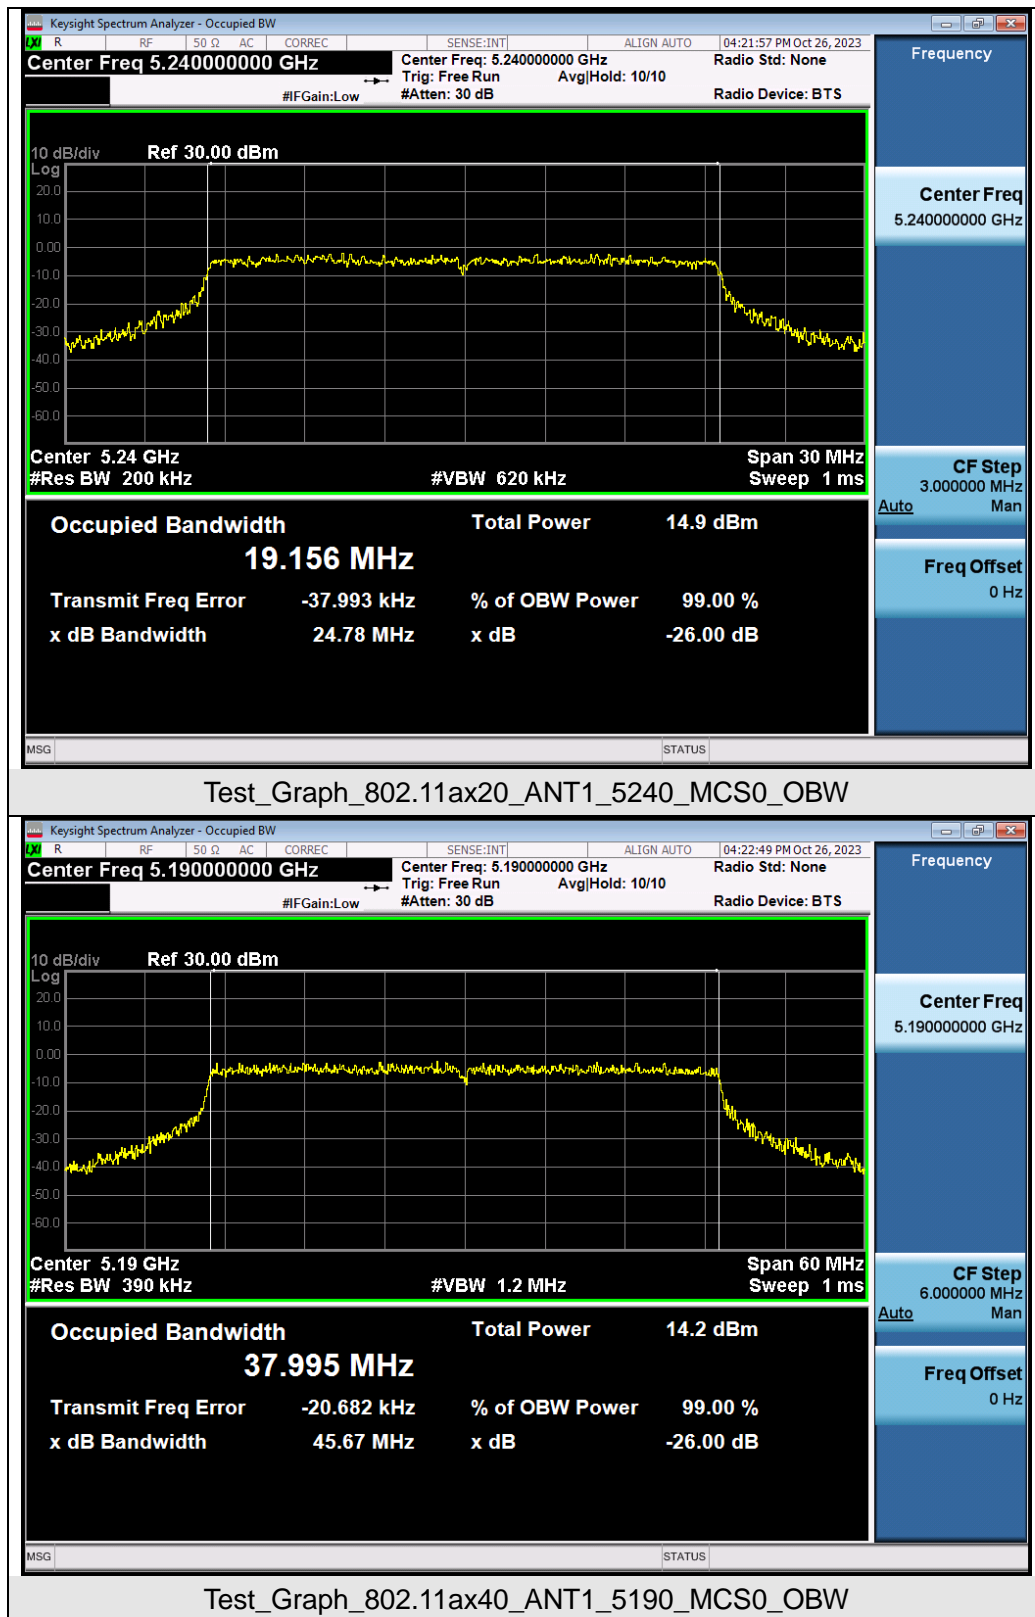 Keysight Spectrum Analyzer - Occupied BW
LXI R RF 50 Ω AC CORREC SENSE:INT ALIGN AUTO 04:21:57 PM Oct 26, 2023
Center Freq 5.240000000 GHz Center Freq: 5.240000000 GHz Radio Std: None Frequency
Trig: Free Run Avg|Hold: 10/10
#IFGain:Low #Atten: 30 dB Radio Device: BTS
10 dB/div Ref 30.00 dBm
Log
20.0
10.0
0.00
-10.0
-20.0
-30.0
-40.0
-50.0
-60.0
Center Freq
5.240000000 GHz
Center 5.24 GHz Span 30 MHz
#Res BW 200 kHz #VBW 620 kHz Sweep 1 ms
CF Step
3.000000 MHz
Auto Man
Occupied Bandwidth Total Power 14.9 dBm
19.156 MHz
Transmit Freq Error -37.993 kHz % of OBW Power 99.00 %
x dB Bandwidth 24.78 MHz x dB -26.00 dB
Freq Offset
0 Hz
MSG STATUS
Test_Graph_802.11ax20_ANT1_5240_MCS0_OBW
Keysight Spectrum Analyzer - Occupied BW
LXI R RF 50 Ω AC CORREC SENSE:INT ALIGN AUTO 04:22:49 PM Oct 26, 2023
Center Freq 5.190000000 GHz Center Freq: 5.190000000 GHz Radio Std: None Frequency
Trig: Free Run Avg|Hold: 10/10
#IFGain:Low #Atten: 30 dB Radio Device: BTS
10 dB/div Ref 30.00 dBm
Log
20.0
10.0
0.00
-10.0
-20.0
-30.0
-40.0
-50.0
-60.0
Center Freq
5.190000000 GHz
Center 5.19 GHz Span 60 MHz
#Res BW 390 kHz #VBW 1.2 MHz Sweep 1 ms
CF Step
6.000000 MHz
Auto Man
Occupied Bandwidth Total Power 14.2 dBm
37.995 MHz
Transmit Freq Error -20.682 kHz % of OBW Power 99.00 %
x dB Bandwidth 45.67 MHz x dB -26.00 dB
Freq Offset
0 Hz
MSG STATUS
Test_Graph_802.11ax40_ANT1_5190_MCS0_OBW